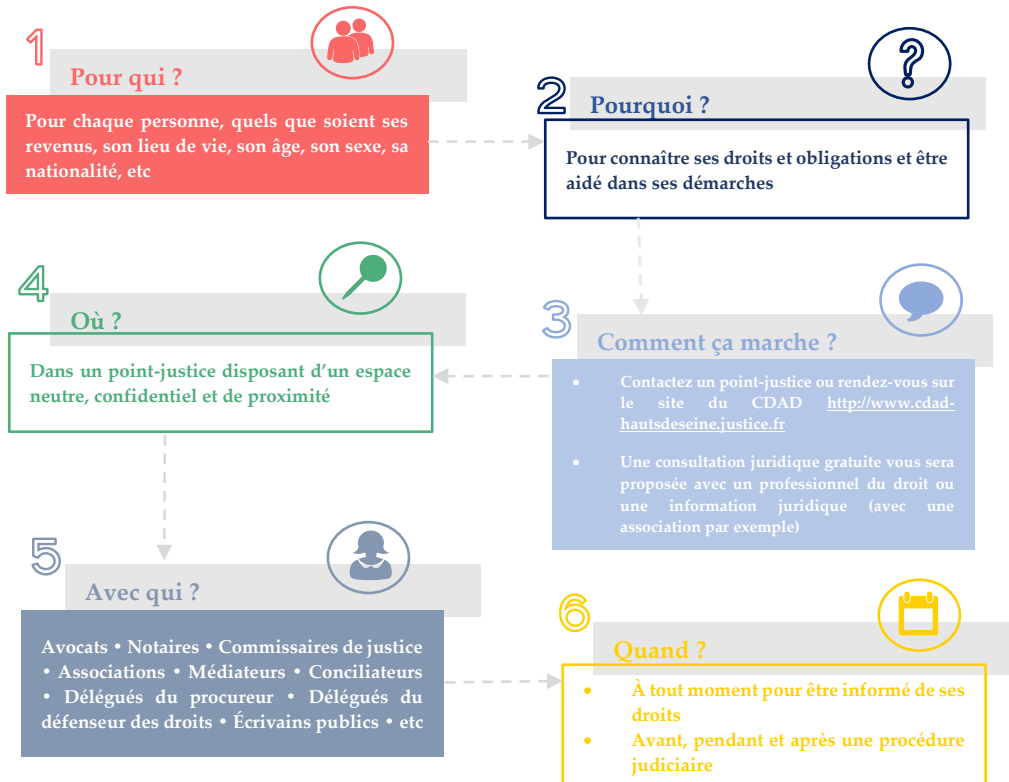 1
Pour qui ?
Pour chaque personne, quels que soient ses
revenus, son lieu de vie, son âge, son sexe, sa
nationalité, etc
2
Pourquoi ?
Pour connaître ses droits et obligations et être
aidé dans ses démarches
3
Comment ça marche ?
• Contactez un point-justice ou rendez-vous sur
le site du CDAD http://www.cdad-
hautsdeseine.justice.fr
• Une consultation juridique gratuite vous sera
proposée avec un professionnel du droit ou
une information juridique (avec une
association par exemple)
4
Où ?
Dans un point-justice disposant d'un espace
neutre, confidentiel et de proximité
5
Avec qui ?
Avocats • Notaires • Commissaires de justice
• Associations • Médiateurs • Conciliateurs
• Délégués du procureur • Délégués du
défenseur des droits • Écrivains publics • etc
6
Quand ?
• À tout moment pour être informé de ses
droits
• Avant, pendant et après une procédure
judiciaire